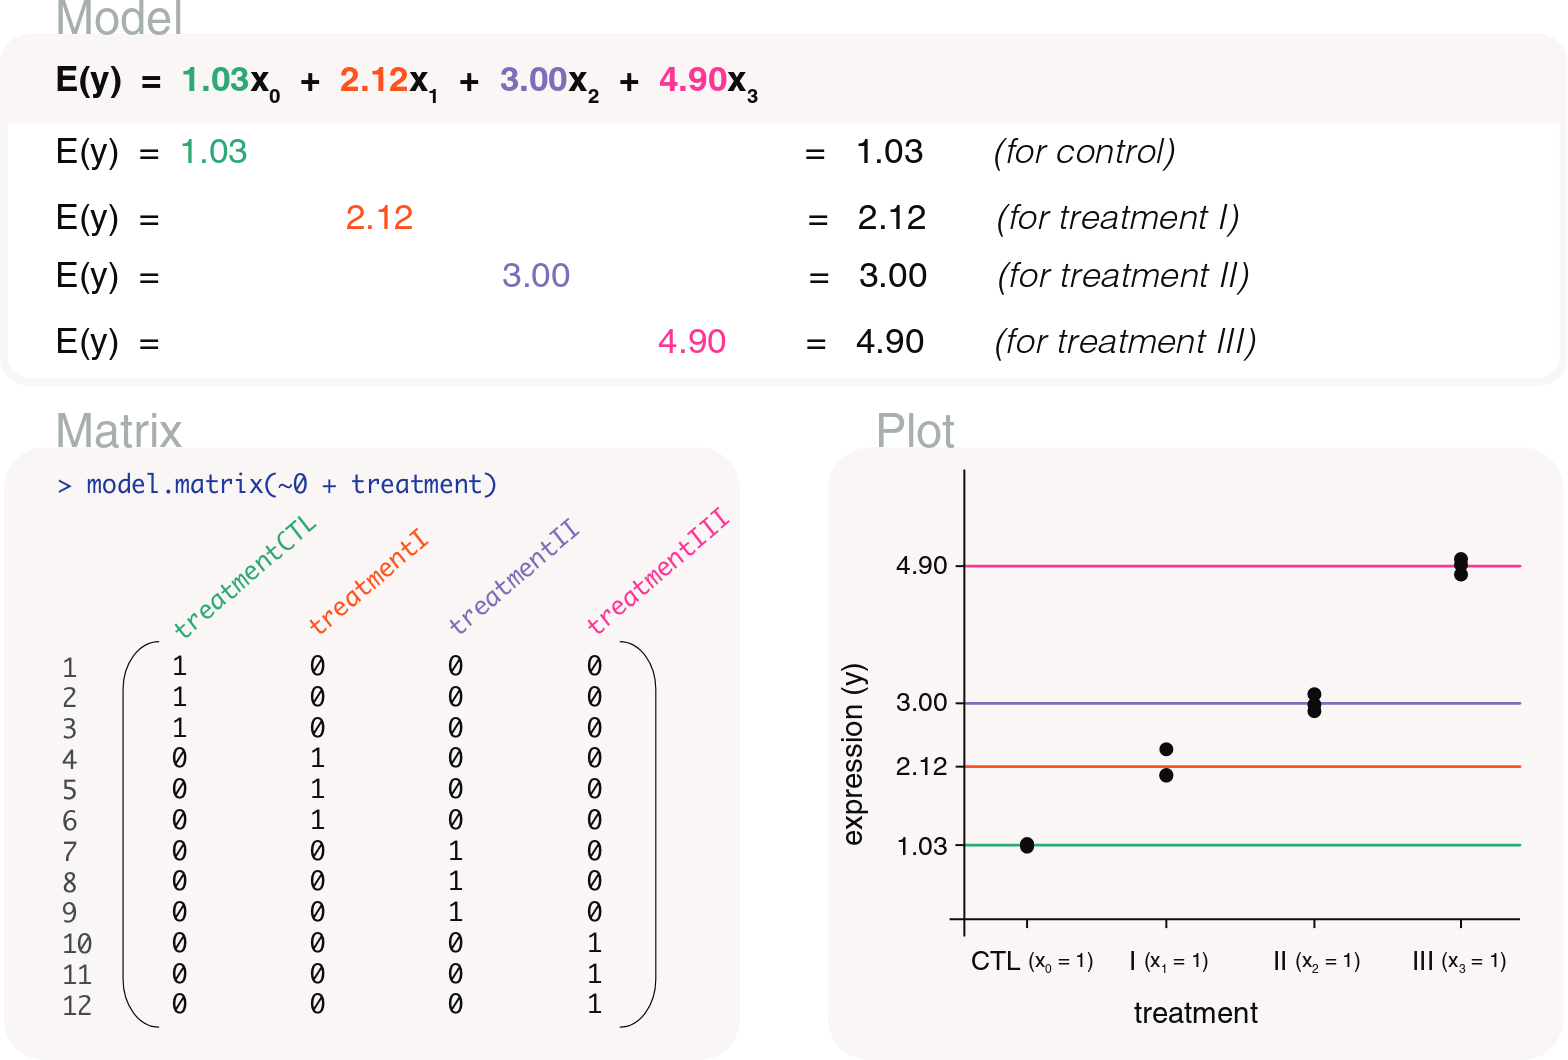 Model
E(y) = 1.03x₀ + 2.12x₁ + 3.00x₂ + 4.90x₃
E(y) = 1.03 = 1.03 (for control)
E(y) = 2.12 = 2.12 (for treatment I)
E(y) = 3.00 = 3.00 (for treatment II)
E(y) = 4.90 = 4.90 (for treatment III)
Matrix
> model.matrix(~0 + treatment)
treatmentCTL treatmentI treatmentII treatmentIII
1 1 0 0 0
2 1 0 0 0
3 1 0 0 0
4 0 1 0 0
5 0 1 0 0
6 0 1 0 0
7 0 0 1 0
8 0 0 1 0
9 0 0 1 0
10 0 0 0 1
11 0 0 0 1
12 0 0 0 1
Plot
expression (y)
4.90
3.00
2.12
1.03
CTL (x₀ = 1) I (x₁ = 1) II (x₂ = 1) III (x₃ = 1)
treatment